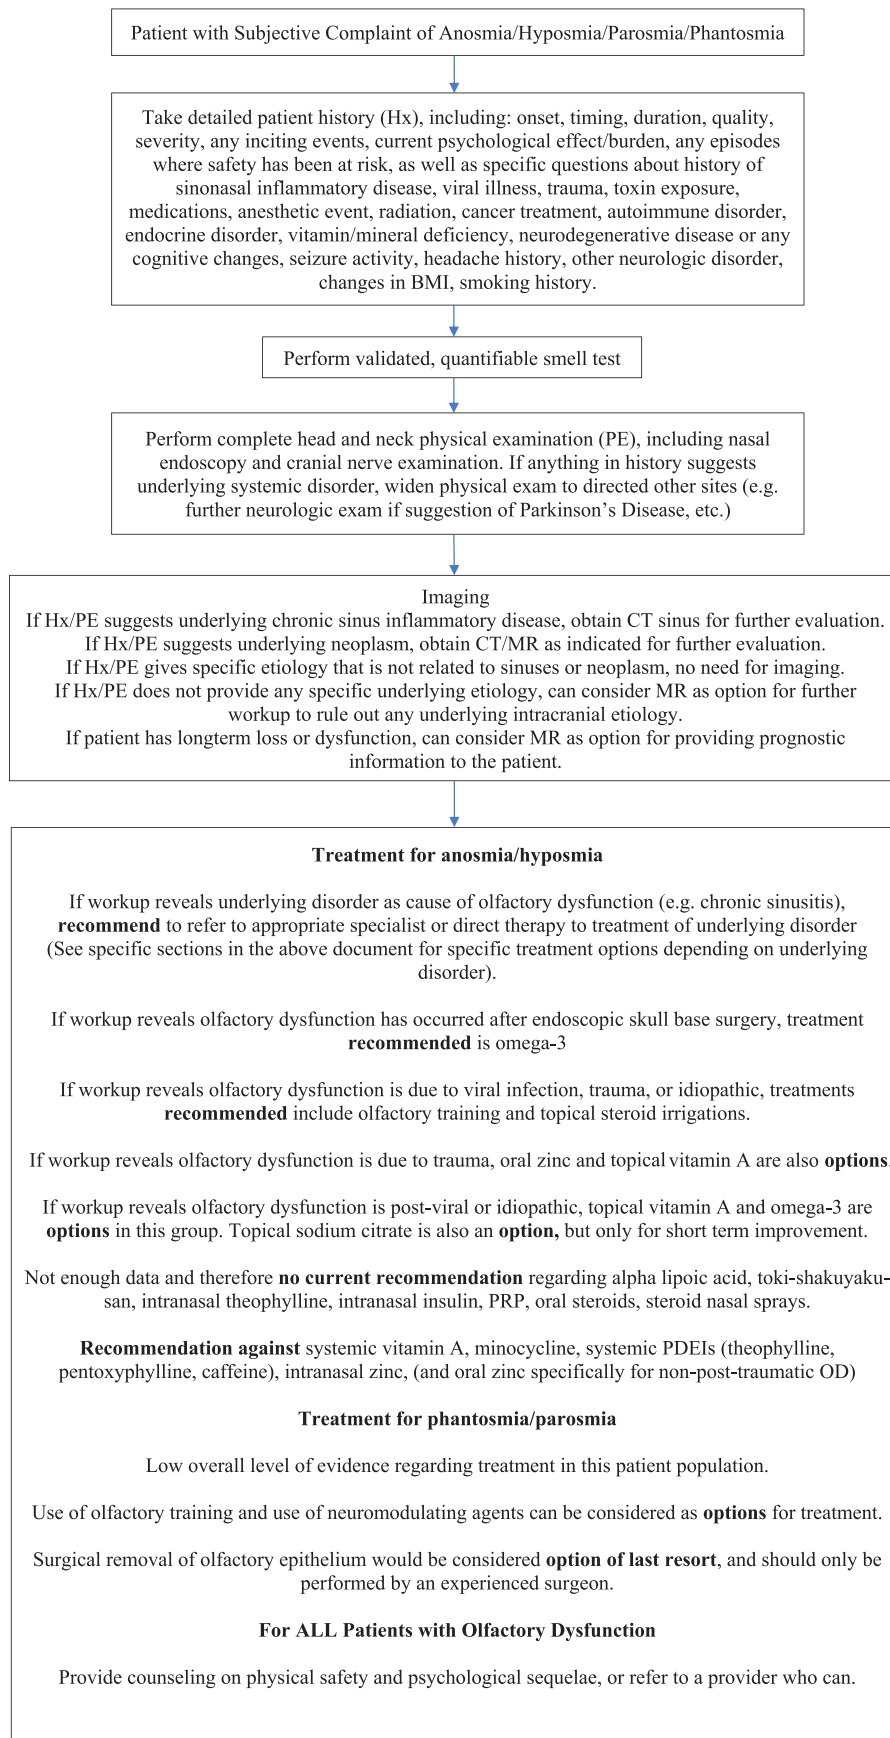 Patient with Subjective Complaint of Anosmia/Hyposmia/Parosmia/Phantosmia
Take detailed patient history (Hx), including: onset, timing, duration, quality,
severity, any inciting events, current psychological effect/burden, any episodes
where safety has been at risk, as well as specific questions about history of
sinonasal inflammatory disease, viral illness, trauma, toxin exposure,
medications, anesthetic event, radiation, cancer treatment, autoimmune disorder,
endocrine disorder, vitamin/mineral deficiency, neurodegenerative disease or any
cognitive changes, seizure activity, headache history, other neurologic disorder,
changes in BMI, smoking history.
Perform validated, quantifiable smell test
Perform complete head and neck physical examination (PE), including nasal
endoscopy and cranial nerve examination. If anything in history suggests
underlying systemic disorder, widen physical exam to directed other sites (e.g.
further neurologic exam if suggestion of Parkinson's Disease, etc.)
Imaging
If Hx/PE suggests underlying chronic sinus inflammatory disease, obtain CT sinus for further evaluation.
If Hx/PE suggests underlying neoplasm, obtain CT/MR as indicated for further evaluation.
If Hx/PE gives specific etiology that is not related to sinuses or neoplasm, no need for imaging.
If Hx/PE does not provide any specific underlying etiology, can consider MR as option for further
workup to rule out any underlying intracranial etiology.
If patient has longterm loss or dysfunction, can consider MR as option for providing prognostic
information to the patient.
Treatment for anosmia/hyposmia
If workup reveals underlying disorder as cause of olfactory dysfunction (e.g. chronic sinusitis),
recommend to refer to appropriate specialist or direct therapy to treatment of underlying disorder
(See specific sections in the above document for specific treatment options depending on underlying
disorder).
If workup reveals olfactory dysfunction has occurred after endoscopic skull base surgery, treatment
recommended is omega-3
If workup reveals olfactory dysfunction is due to viral infection, trauma, or idiopathic, treatments
recommended include olfactory training and topical steroid irrigations.
If workup reveals olfactory dysfunction is due to trauma, oral zinc and topical vitamin A are also options.
If workup reveals olfactory dysfunction is post-viral or idiopathic, topical vitamin A and omega-3 are
options in this group. Topical sodium citrate is also an option, but only for short term improvement.
Not enough data and therefore no current recommendation regarding alpha lipoic acid, toki-shakuyaku-
san, intranasal theophylline, intranasal insulin, PRP, oral steroids, steroid nasal sprays.
Recommendation against systemic vitamin A, minocycline, systemic PDEIs (theophylline,
pentoxyphylline, caffeine), intranasal zinc, (and oral zinc specifically for non-post-traumatic OD)
Treatment for phantosmia/parosmia
Low overall level of evidence regarding treatment in this patient population.
Use of olfactory training and use of neuromodulating agents can be considered as options for treatment.
Surgical removal of olfactory epithelium would be considered option of last resort, and should only be
performed by an experienced surgeon.
For ALL Patients with Olfactory Dysfunction
Provide counseling on physical safety and psychological sequelae, or refer to a provider who can.